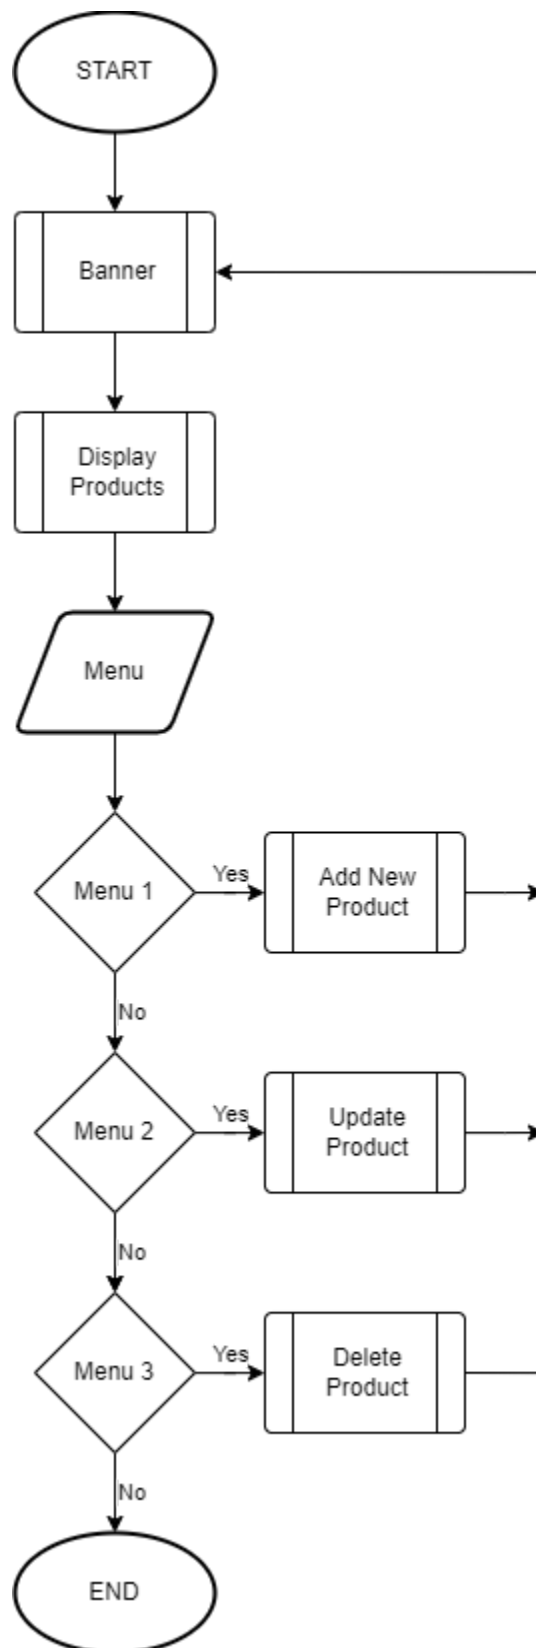 START
Banner
Display
Products
Menu
Menu 1
Yes
Add New
Product
No
Menu 2
Yes
Update
Product
No
Menu 3
Yes
Delete
Product
No
END